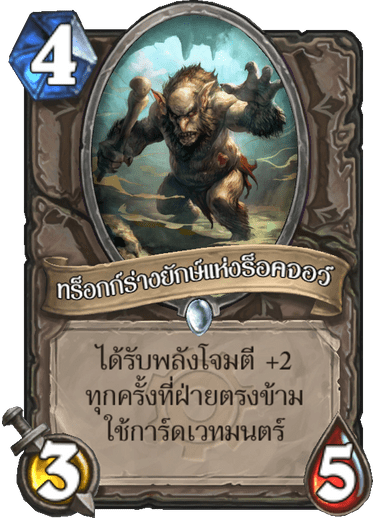 4
ทร็อกก์ร่างยักษ์แห่งร็อคจอว์
ได้รับพลังโจมตี +2
ทุกครั้งที่ฝ่ายตรงข้าม
ใช้การ์ดเวทมนตร์
3
5